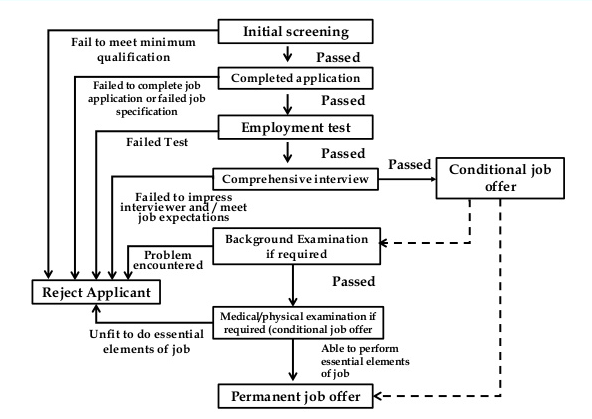 Initial screening
Fail to meet minimum
qualification
Passed
Completed application
Failed to complete job
application or failed job
specification
Passed
Employment test
Failed Test
Passed
Comprehensive interview
Passed
Conditional job
offer
Failed to impress
interviewer and / meet
job expectations
Background Examination
if required
Problem
encountered
Passed
Reject Applicant
Medical/physical examination if
required (conditional job offer
Unfit to do essential
elements of job
Able to perform
essential elements
of job
Permanent job offer